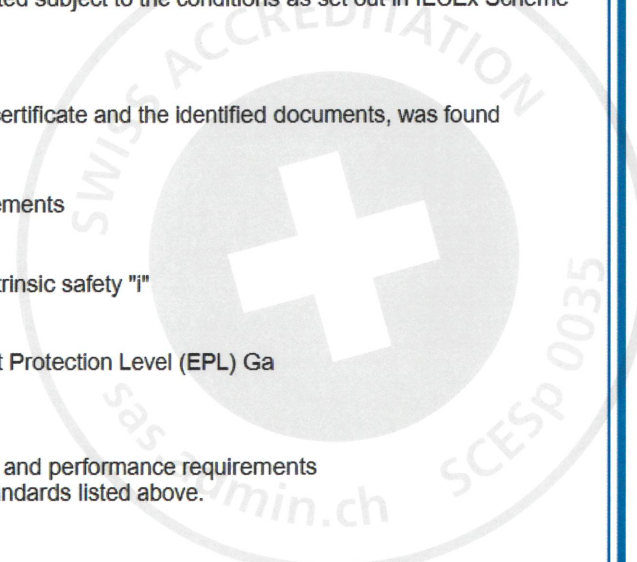 ted subject to the conditions as set out in IECEx Scheme
ertificate and the identified documents, was found
ements
trinsic safety "i"
t Protection Level (EPL) Ga
and performance requirements
ndards listed above.
SWISS ACCREDITATION
sas.admin.ch
SCESp 0035